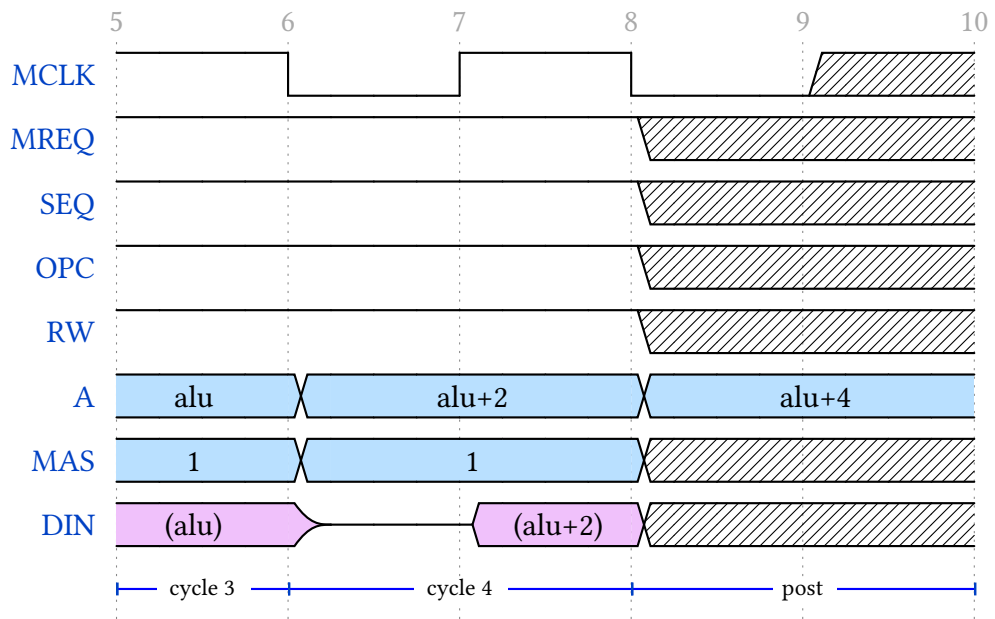 5 6 7 8 9 10
MCLK
MREQ
SEQ
OPC
RW
A alu alu+2 alu+4
MAS 1 1
DIN (alu) (alu+2)
cycle 3 cycle 4 post